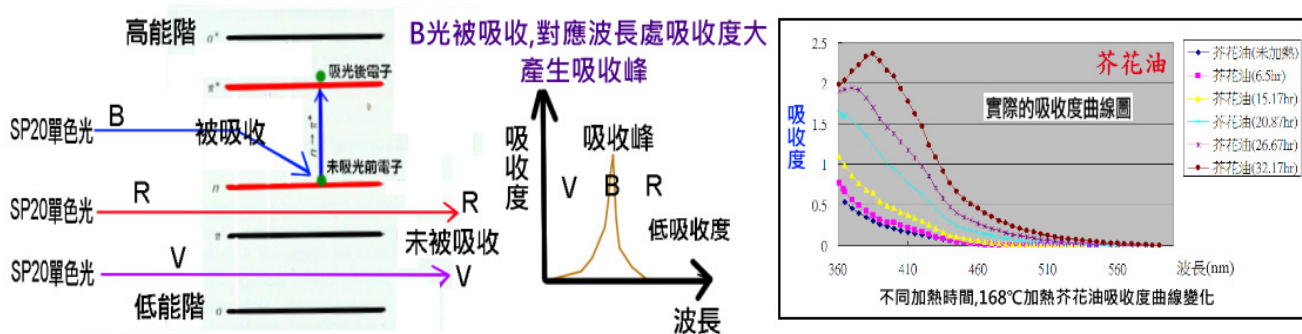 高能階
σ*
吸光後電子
π*
SP20單色光
B
被吸收
n→π*
未吸光前電子
n
SP20單色光
R
R
未被吸收
π
SP20單色光
V
V
低能階
σ
B光被吸收,對應波長處吸收度大
產生吸收峰
吸收度
吸收峰
V
B
R
低吸收度
波長
芥花油
實際的吸收度曲線圖
吸收度
2.5
2
1.5
1
0.5
0
360
410
460
510
560
波長(nm)
芥花油(未加熱)
芥花油(6.5hr)
芥花油(15.17hr)
芥花油(20.87hr)
芥花油(26.67hr)
芥花油(32.17hr)
不同加熱時間,168℃加熱芥花油吸收度曲線變化